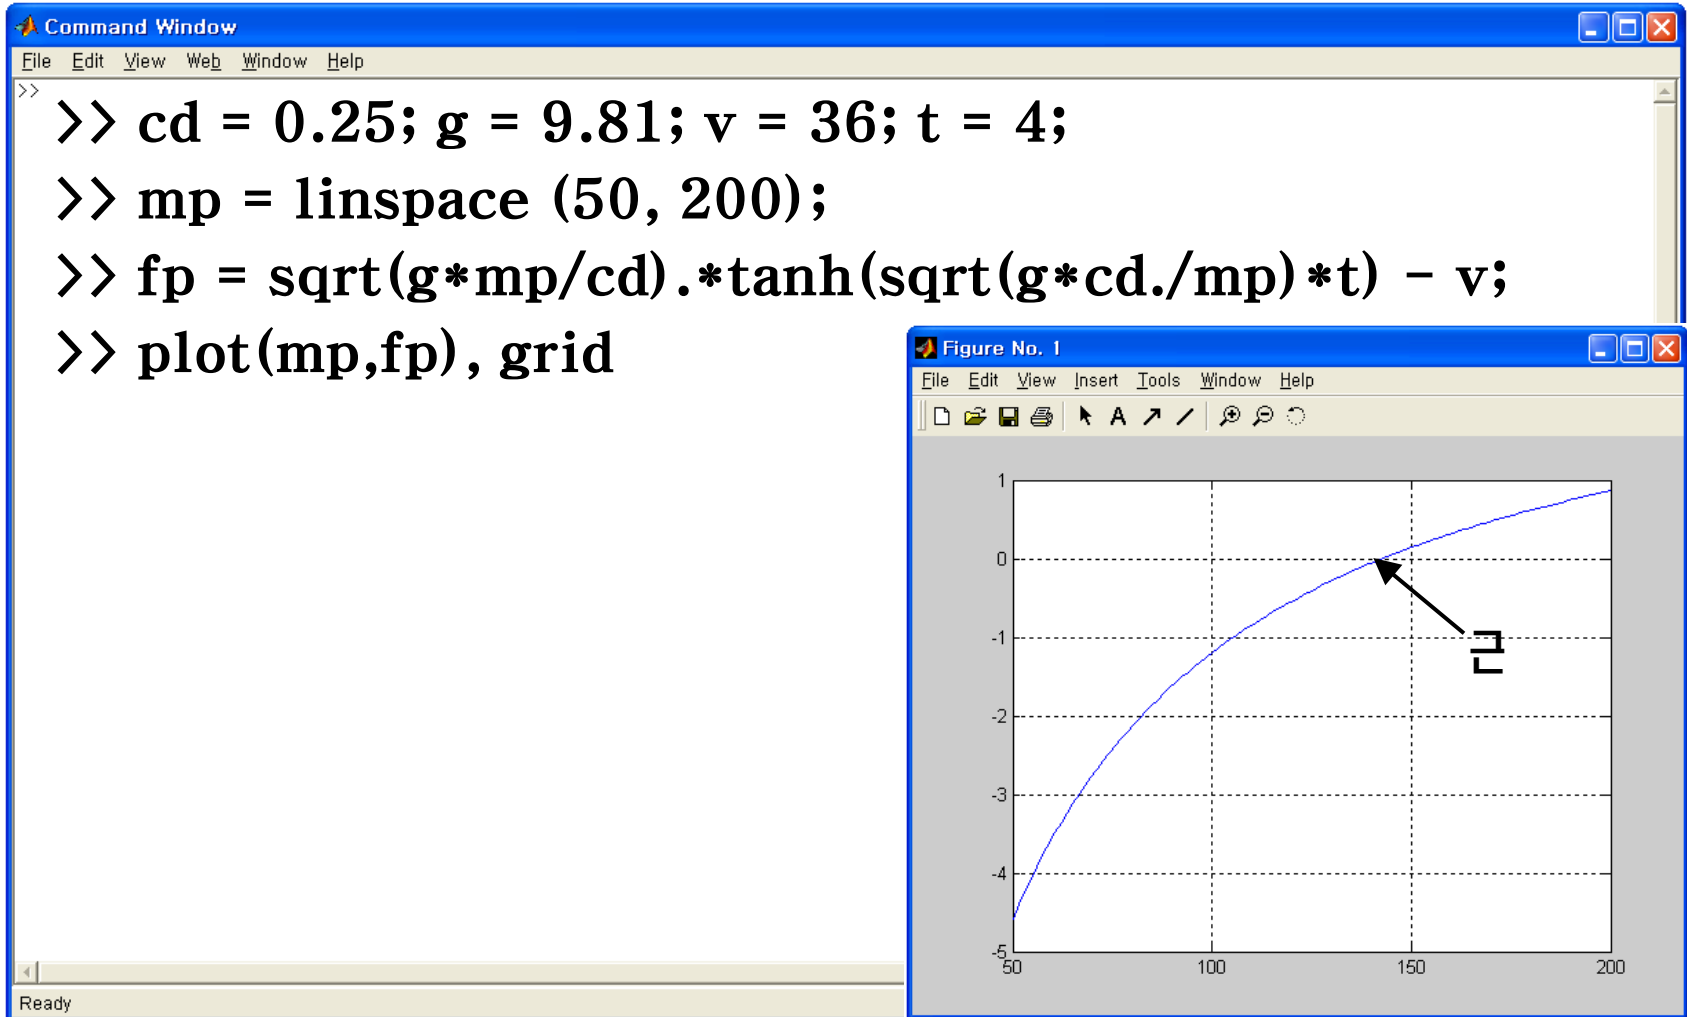 Command Window
File Edit View Web Window Help
>>
>> cd = 0.25; g = 9.81; v = 36; t = 4;
>> mp = linspace (50, 200);
>> fp = sqrt(g*mp/cd).*tanh(sqrt(g*cd./mp)*t) - v;
>> plot(mp,fp), grid
Figure No. 1
File Edit View Insert Tools Window Help
A
1
0
-1
근
-2
-3
-4
-5
50 100 150 200
Ready